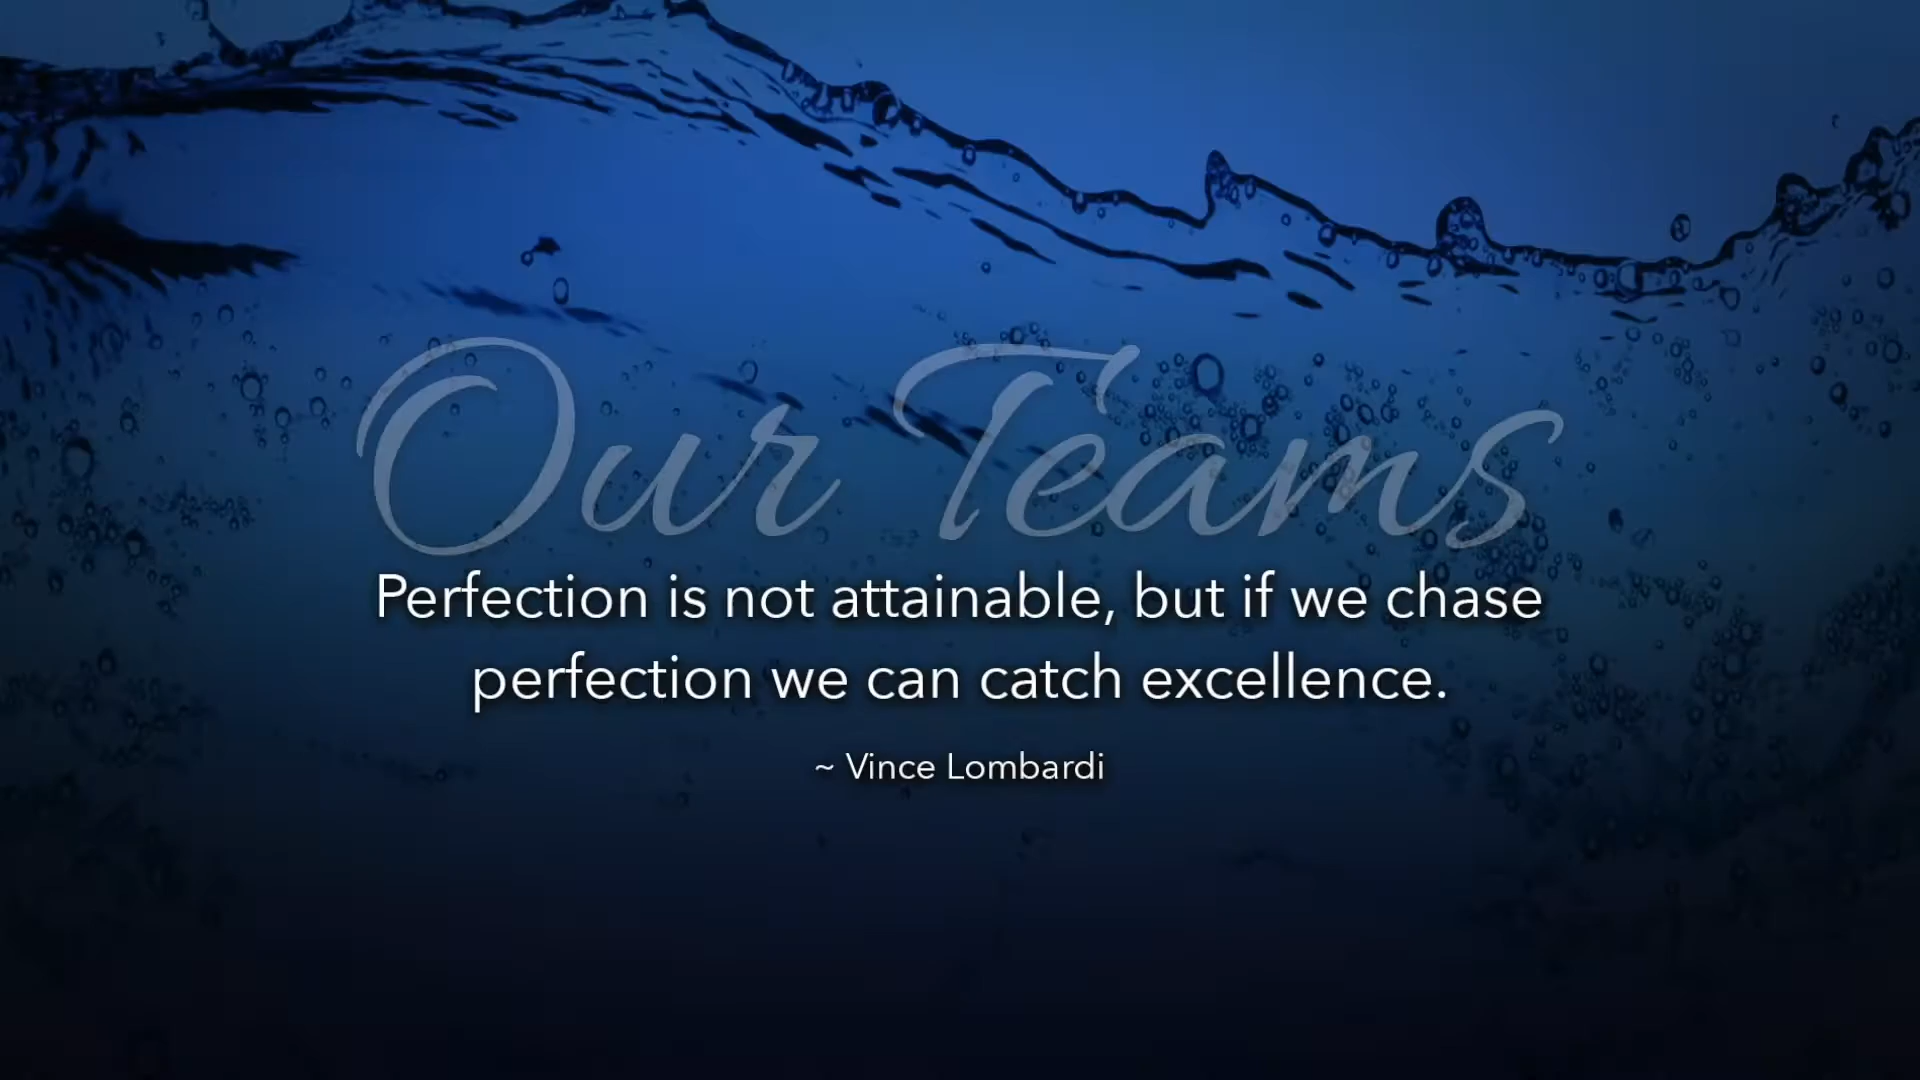 Our Teams
Perfection is not attainable, but if we chase
perfection we can catch excellence.
~ Vince Lombardi